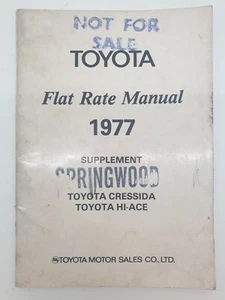 NOT FOR
SALE
TOYOTA
Flat Rate Manual
1977
SUPPLEMENT
SPRINGWOOD
TOYOTA CRESSIDA
TOYOTA HI-ACE
TOYOTA MOTOR SALES CO., LTD.